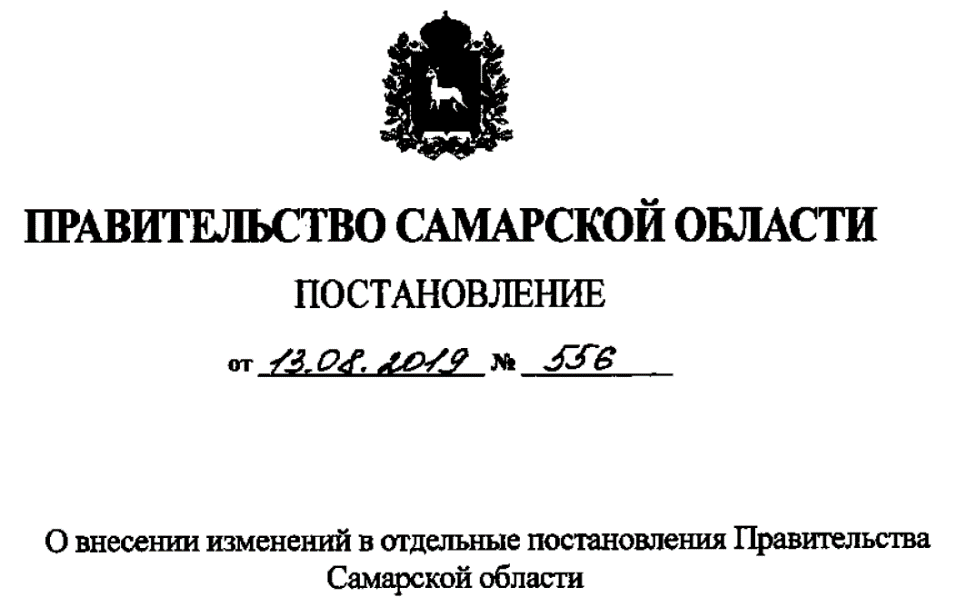 ПРАВИТЕЛЬСТВО САМАРСКОЙ ОБЛАСТИ
ПОСТАНОВЛЕНИЕ
от 13.08.2019 № 556
О внесении изменений в отдельные постановления Правительства
Самарской области